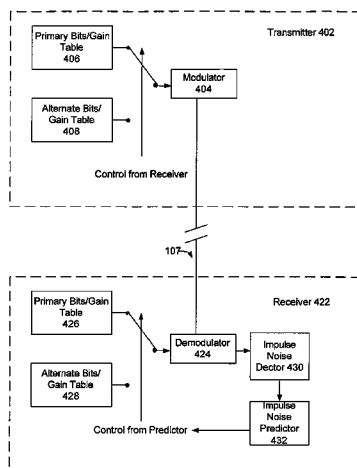 Transmitter 402
Primary Bits/Gain
Table
406
Modulator
404
Alternate Bits/
Gain Table
408
Control from Receiver
107
Receiver 422
Primary Bits/Gain
Table
426
Demodulator
424
Impulse
Noise
Dector 430
Alternate Bits/
Gain Table
428
Impulse
Noise
Predictor
432
Control from Predictor